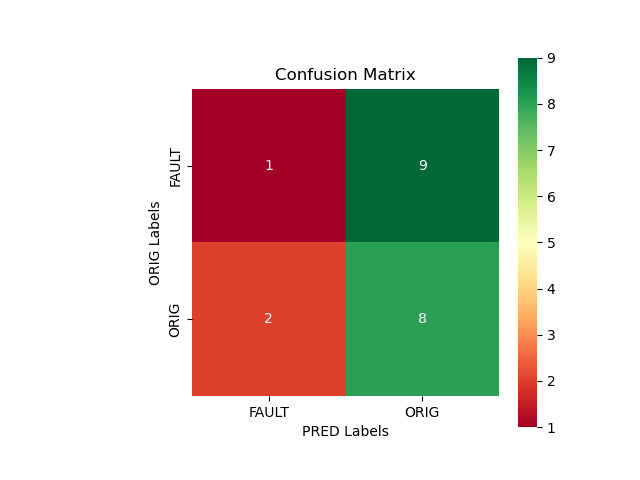 Confusion Matrix
ORIG Labels
FAULT
ORIG
1
9
2
8
FAULT
ORIG
PRED Labels
9
8
7
6
5
4
3
2
1